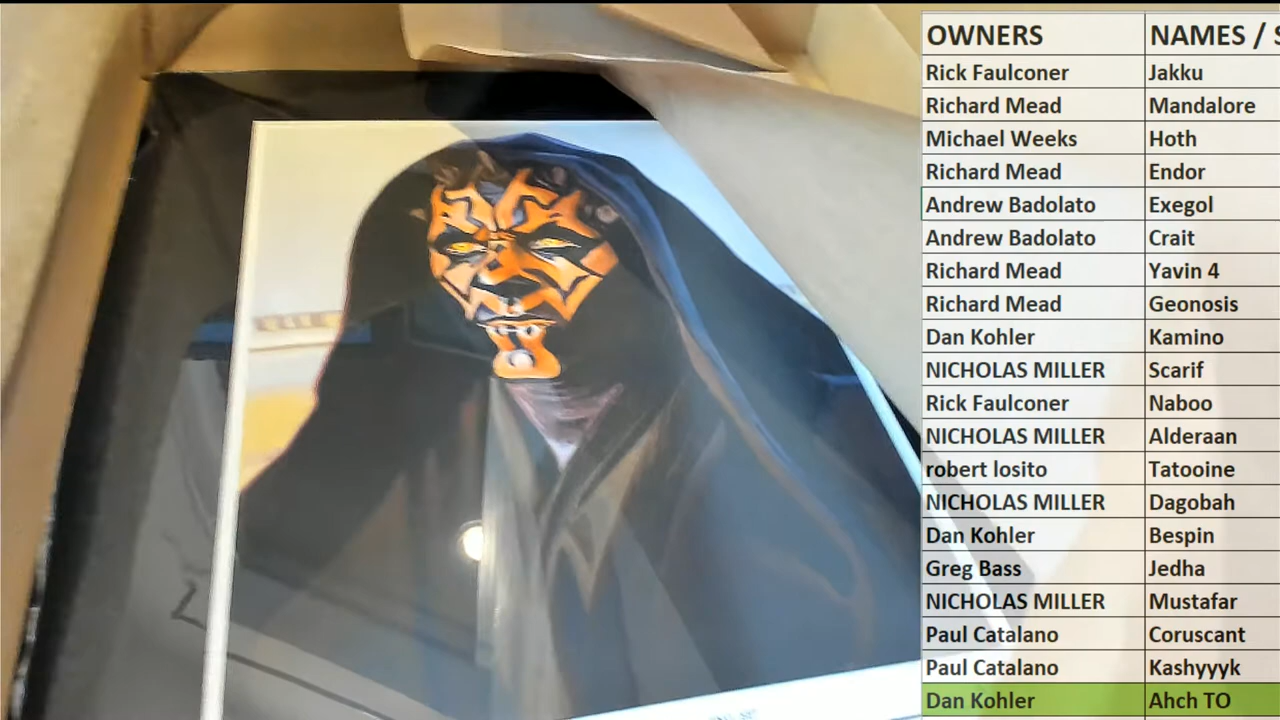 OWNERS NAMES / S
Rick Faulconer Jakku
Richard Mead Mandalore
Michael Weeks Hoth
Richard Mead Endor
Andrew Badolato Exegol
Andrew Badolato Crait
Richard Mead Yavin 4
Richard Mead Geonosis
Dan Kohler Kamino
NICHOLAS MILLER Scarif
Rick Faulconer Naboo
NICHOLAS MILLER Alderaan
robert losito Tatooine
NICHOLAS MILLER Dagobah
Dan Kohler Bespin
Greg Bass Jedha
NICHOLAS MILLER Mustafar
Paul Catalano Coruscant
Paul Catalano Kashyyyk
Dan Kohler Ahch TO